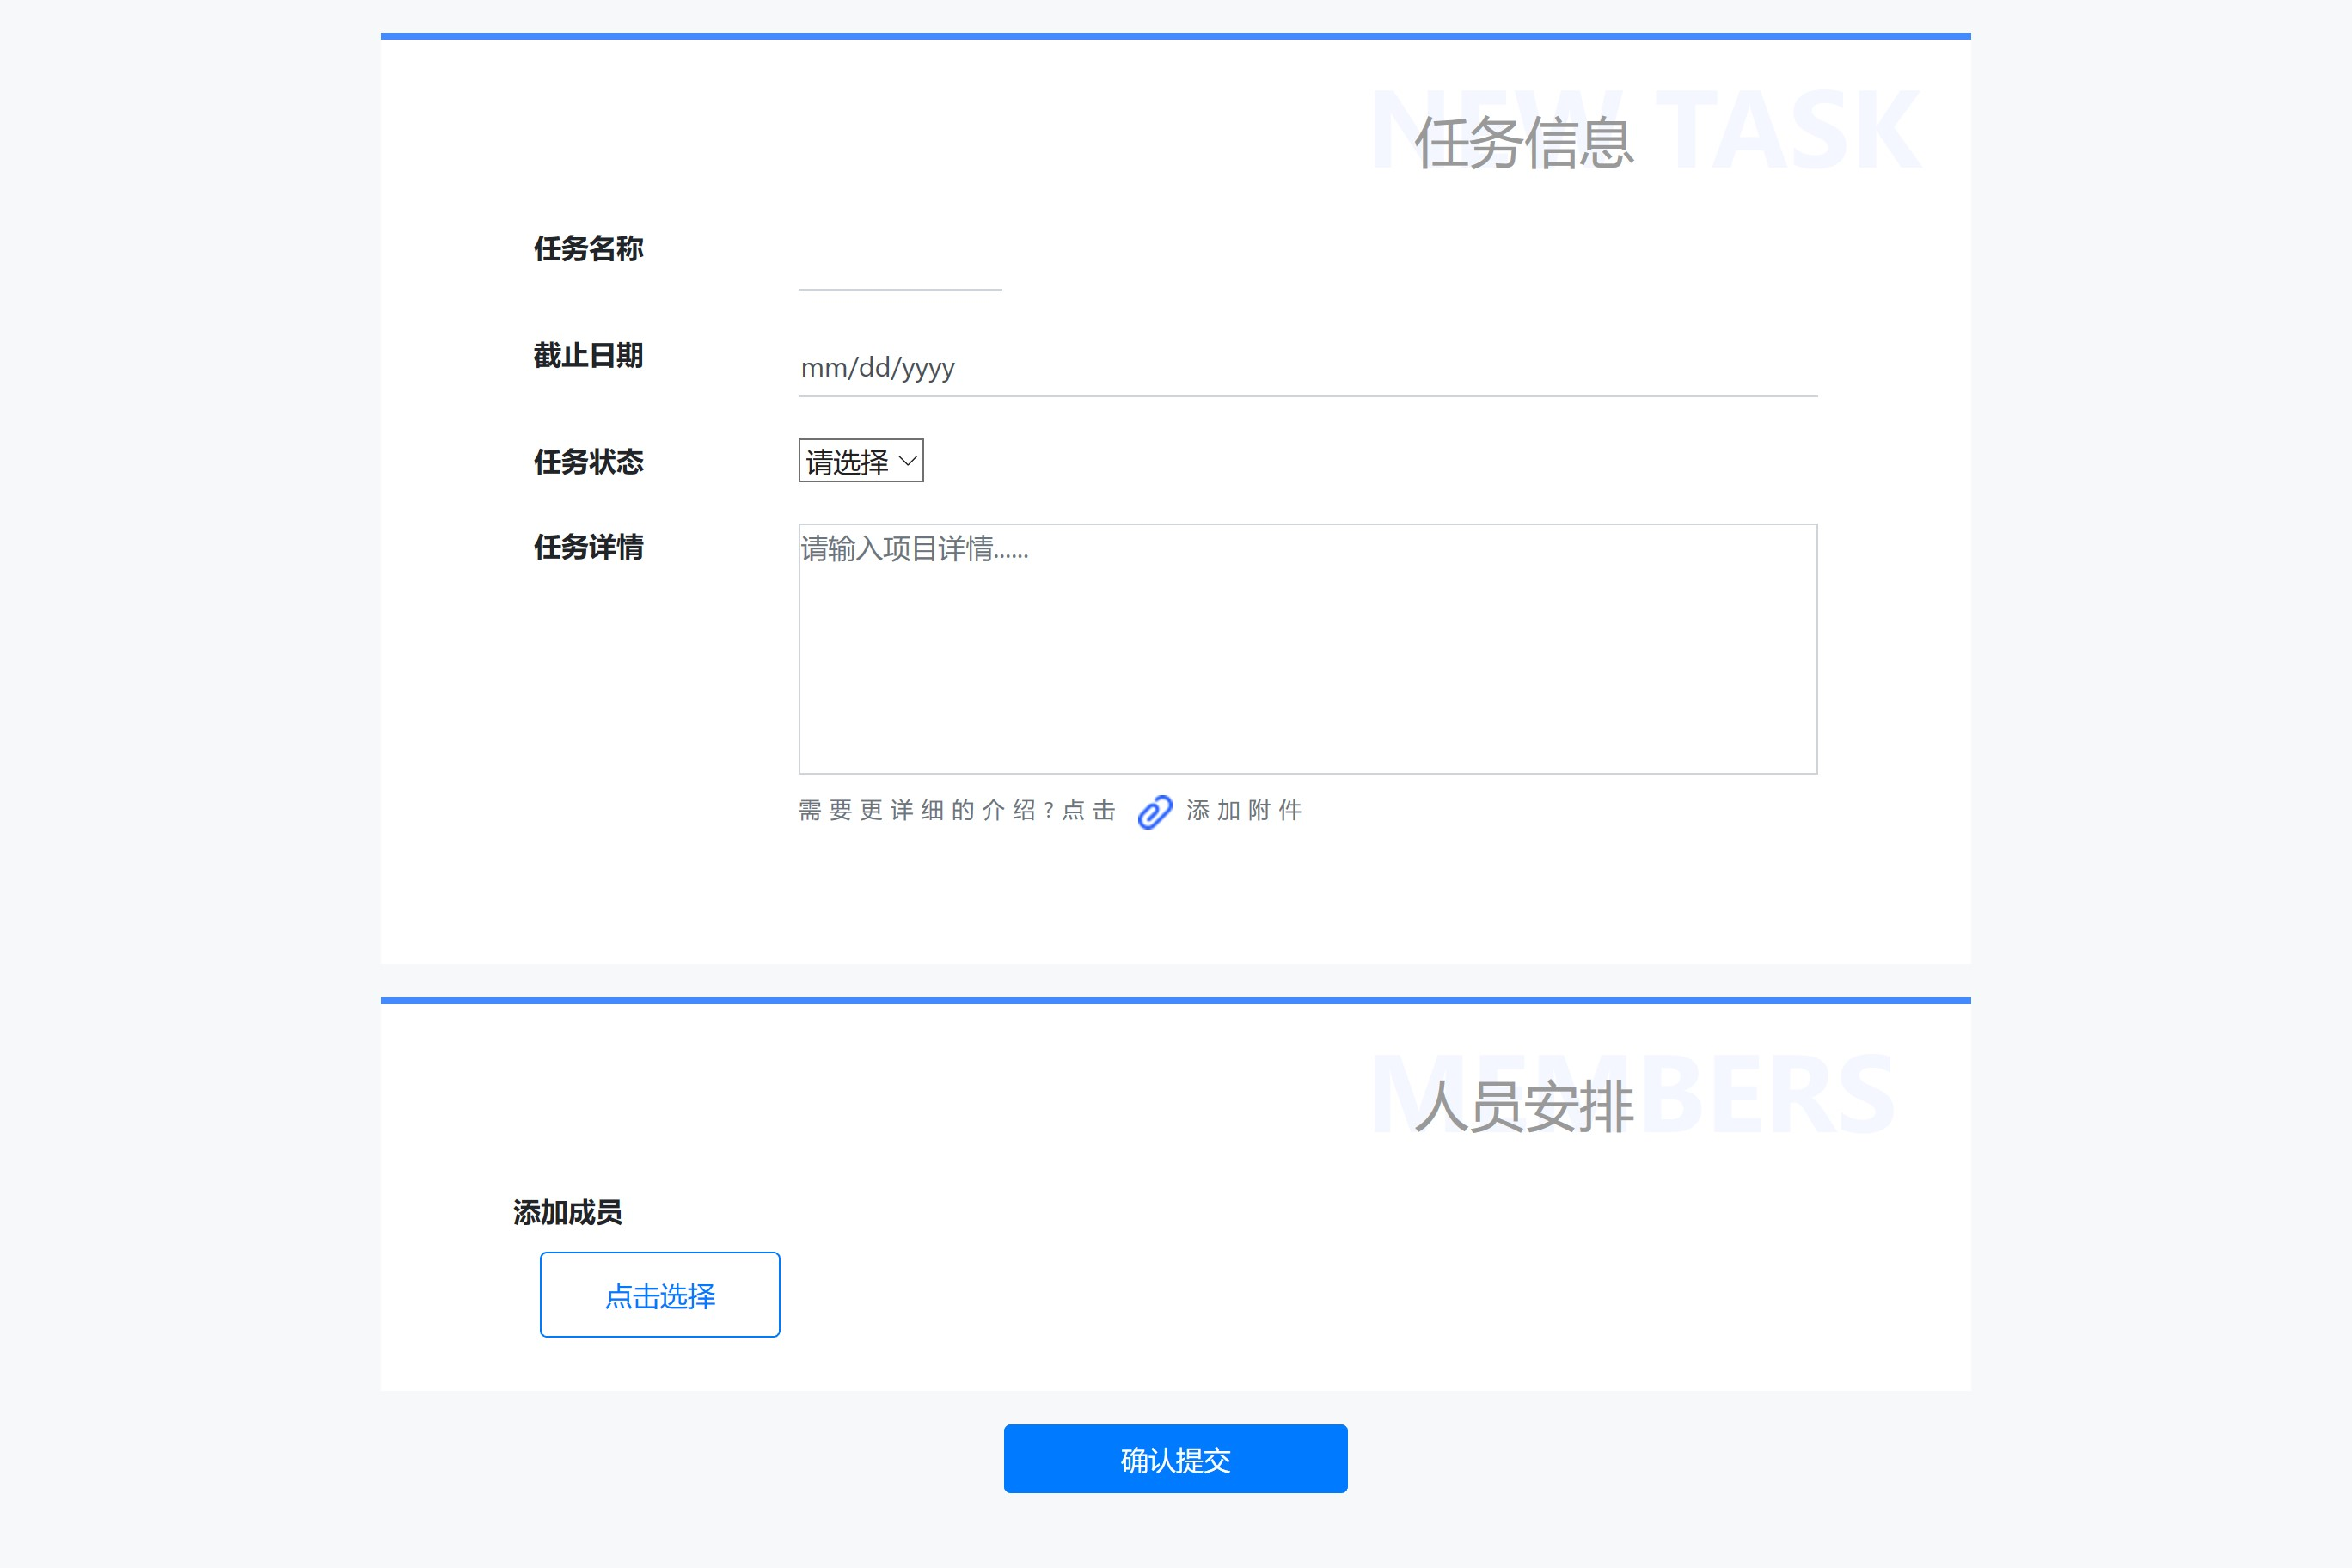 NEW TASK
任务信息
任务名称
截止日期
mm/dd/yyyy
任务状态
请选择
任务详情
请输入项目详情......
需要更详细的介绍?点击 添加附件
MEMBERS
人员安排
添加成员
点击选择
确认提交